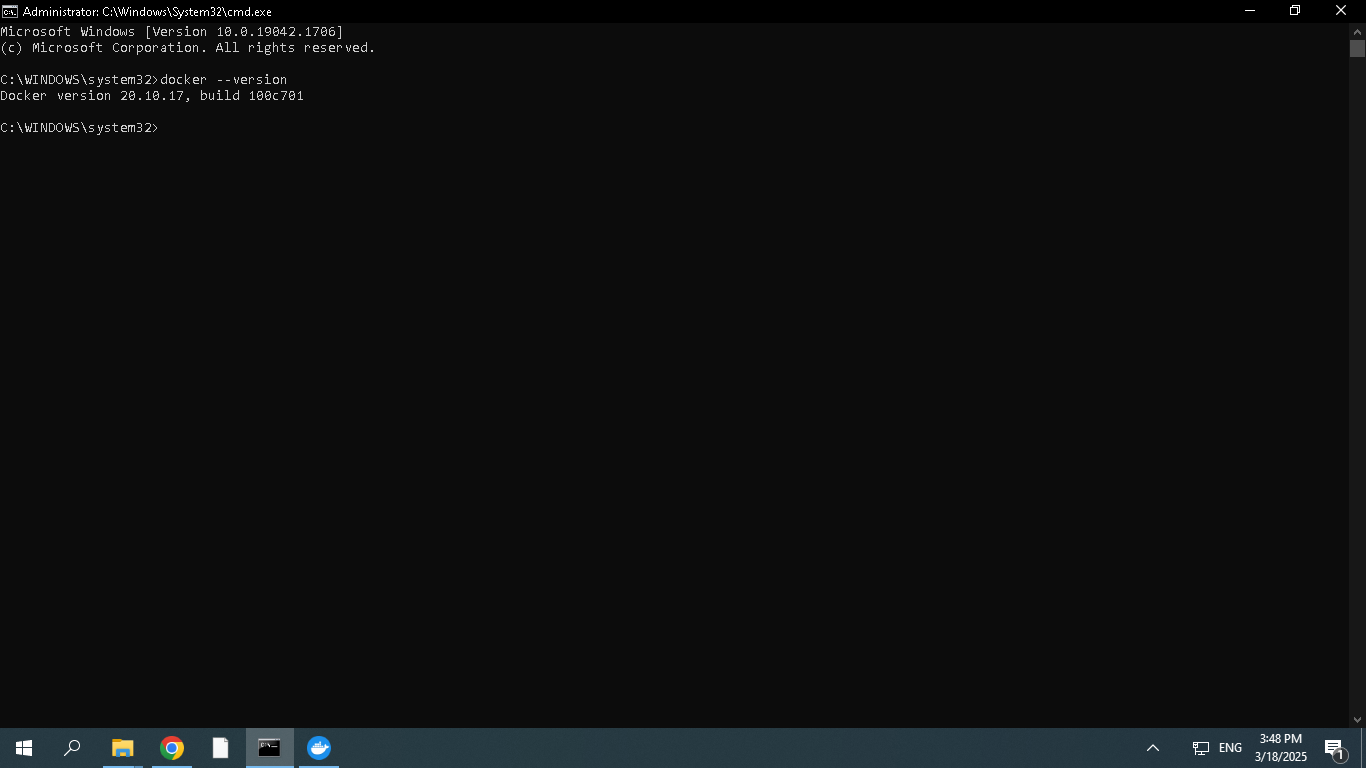 Administrator: C:\Windows\System32\cmd.exe
Microsoft Windows [Version 10.0.19042.1706]
(c) Microsoft Corporation. All rights reserved.
C:\WINDOWS\system32>docker --version
Docker version 20.10.17, build 100c701
C:\WINDOWS\system32>
ENG
3:48 PM
3/18/2025
1